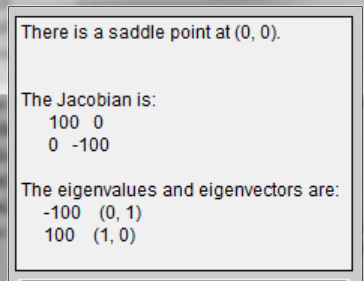 There is a saddle point at (0, 0).
The Jacobian is:
100 0
0 -100
The eigenvalues and eigenvectors are:
-100 (0, 1)
100 (1, 0)